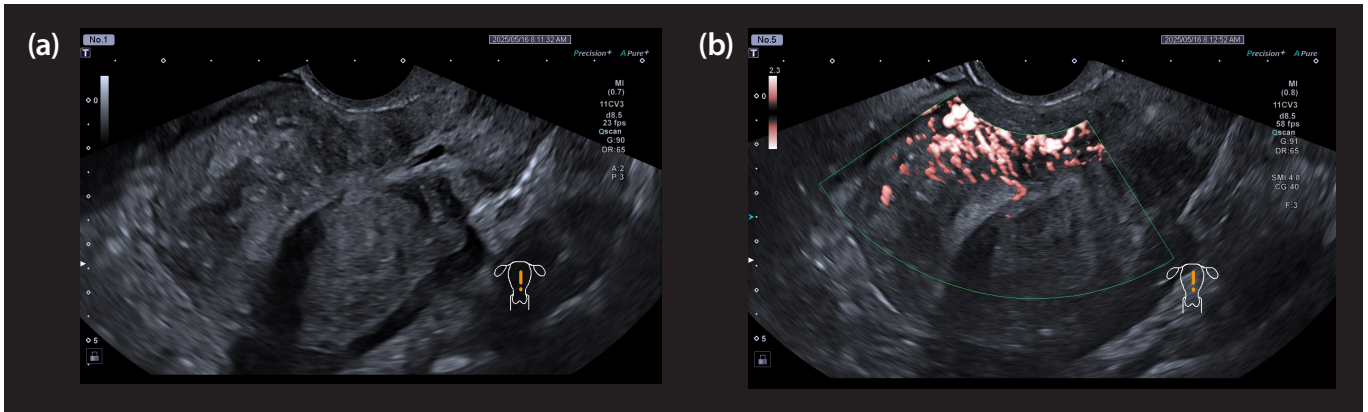 (a)
No.1
2025/05/16 8:11:32 AM
T
Precision+ A Pure+
MI
(0.7)
11CV3
d8.5
23 fps
Qscan
G:90
DR:65
A:2
P:3
0
5
(b)
No.5
2025/05/16 8:12:52 AM
T
Precision+ A Pure
2.3
MI
(0.8)
11CV3
d8.5
58 fps
Qscan
G:91
DR:65
SMI 4.8
CG:40
F:3
0
5